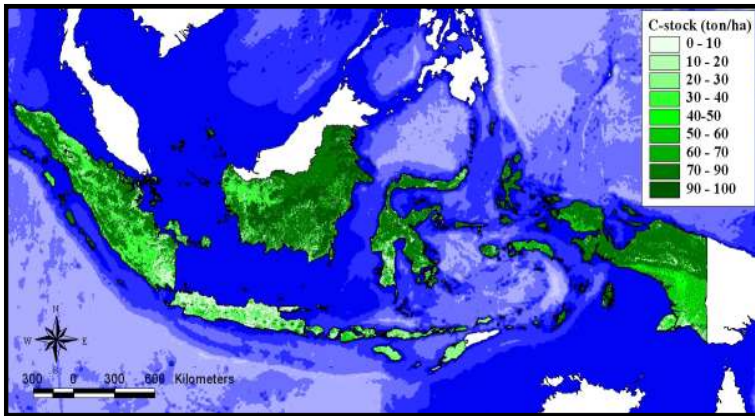 C-stock (ton/ha)
0 - 10
10 - 20
20 - 30
30 - 40
40-50
50 - 60
60 - 70
70 - 90
90 - 100
N
W E
S
300 0 300 600 Kilometers